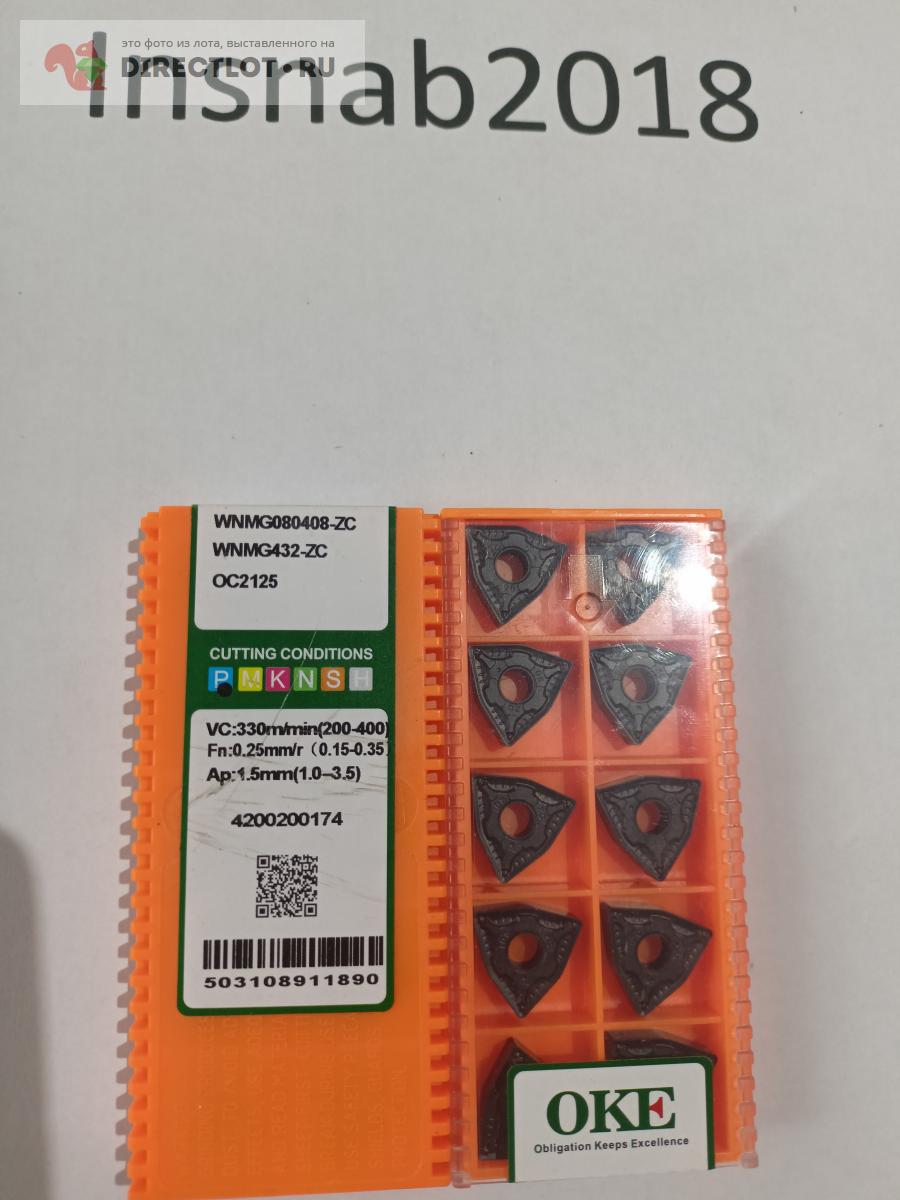 это фото из лота, выставленного на
DIRECTLOT.RU
Insnab2018
WNMG080408-ZC
WNMG432-ZC
OC2125
CUTTING CONDITIONS
P M K N S H
VC:330m/min(200-400)
Fn:0.25mm/r（0.15-0.35）
Ap:1.5mm(1.0–3.5)
4200200174
503108911890
OKE
Obligation Keeps Excellence